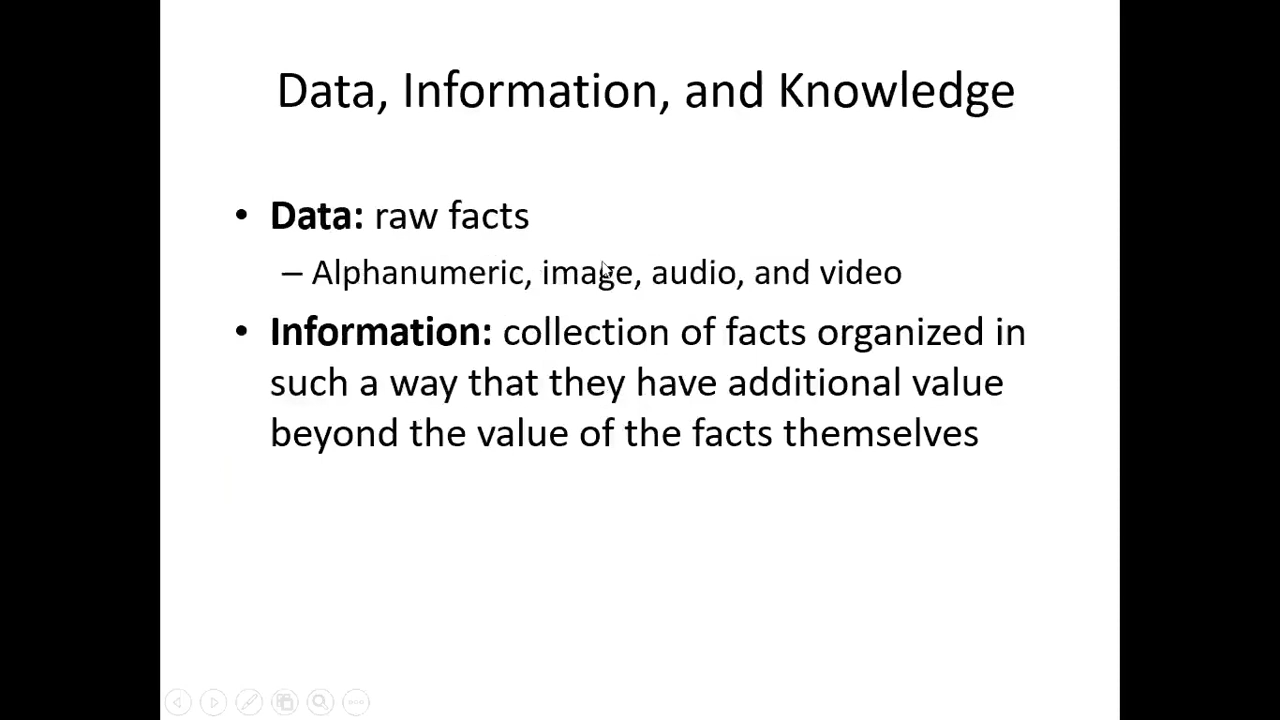 Data, Information, and Knowledge
• Data: raw facts
– Alphanumeric, image, audio, and video
• Information: collection of facts organized in
such a way that they have additional value
beyond the value of the facts themselves